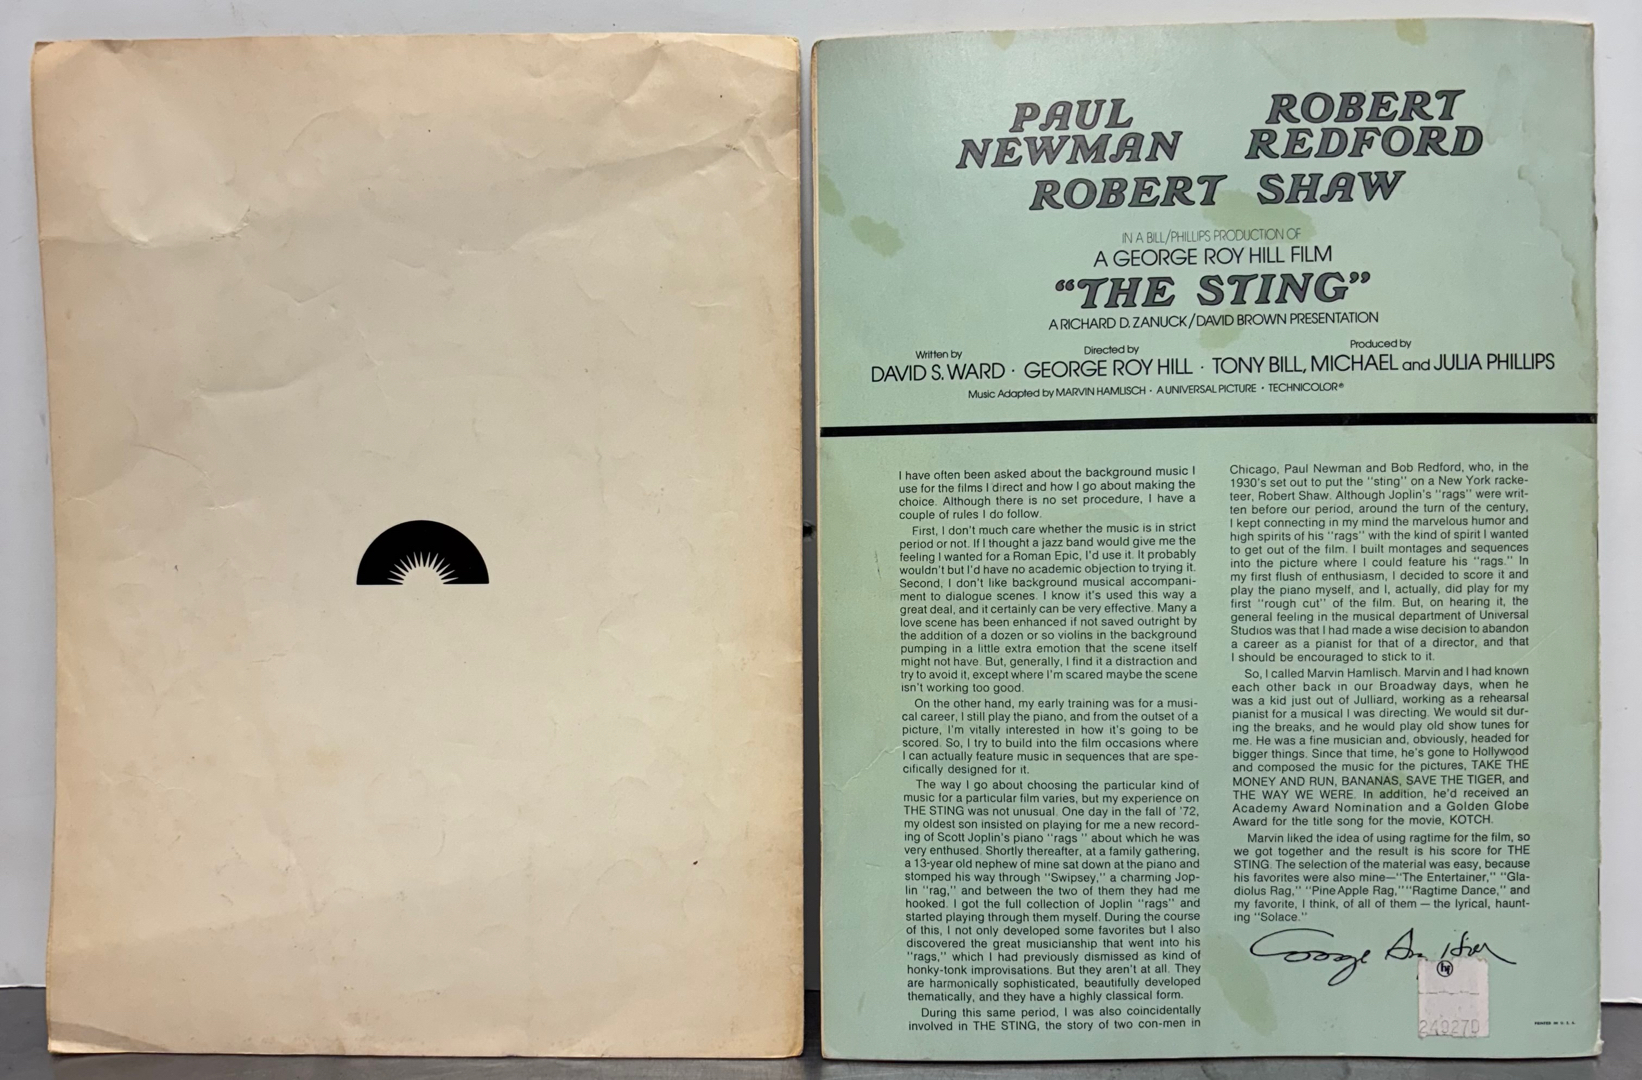 PAUL NEWMAN
ROBERT REDFORD
ROBERT SHAW
IN A BILL/PHILLIPS PRODUCTION OF
A GEORGE ROY HILL FILM
“THE STING”
A RICHARD D. ZANUCK/DAVID BROWN PRESENTATION
Written by
DAVID S. WARD ·
Directed by
GEORGE ROY HILL ·
Produced by
TONY BILL, MICHAEL and JULIA PHILLIPS
Music Adapted by MARVIN HAMLISCH · A UNIVERSAL PICTURE · TECHNICOLOR®
I have often been asked about the background music I
use for the films I direct and how I go about making the
choice. Although there is no set procedure, I have a
couple of rules I do follow.
First, I don't much care whether the music is in strict
period or not. If I thought a jazz band would give me the
feeling I wanted for a Roman Epic, I'd use it. It probably
wouldn't but I'd have no academic objection to trying it.
Second, I don't like background musical accompani-
ment to dialogue scenes. I know it's used this way a
great deal, and it certainly can be very effective. Many a
love scene has been enhanced if not saved outright by
the addition of a dozen or so violins in the background
pumping in a little extra emotion that the scene itself
might not have. But, generally, I find it a distraction and
try to avoid it, except where I'm scared maybe the scene
isn't working too good.
On the other hand, my early training was for a musi-
cal career, I still play the piano, and from the outset of a
picture, I'm vitally interested in how it's going to be
scored. So, I try to build into the film occasions where
I can actually feature music in sequences that are spe-
cifically designed for it.
The way I go about choosing the particular kind of
music for a particular film varies, but my experience on
THE STING was not unusual. One day in the fall of '72,
my oldest son insisted on playing for me a new record-
ing of Scott Joplin's piano "rags" about which he was
very enthused. Shortly thereafter, at a family gathering,
a 13-year old nephew of mine sat down at the piano and
stomped his way through "Swipsey," a charming Jop-
lin "rag," and between the two of them they had me
hooked. I got the full collection of Joplin "rags" and
started playing through them myself. During the course
of this, I not only developed some favorites but I also
discovered the great musicianship that went into his
"rags," which I had previously dismissed as kind of
honky-tonk improvisations. But they aren't at all. They
are harmonically sophisticated, beautifully developed
thematically, and they have a highly classical form.
During this same period, I was also coincidentally
involved in THE STING, the story of two con-men in
Chicago, Paul Newman and Bob Redford, who, in the
1930's set out to put the "sting" on a New York racke-
teer, Robert Shaw. Although Joplin's "rags" were writ-
ten before our period, around the turn of the century,
I kept connecting in my mind the marvelous humor and
high spirits of his "rags" with the kind of spirit I wanted
to get out of the film. I built montages and sequences
into the picture where I could feature his "rags." In
my first flush of enthusiasm, I decided to score it and
play the piano myself, and I, actually, did play for my
first "rough cut" of the film. But, on hearing it, the
general feeling in the musical department of Universal
Studios was that I had made a wise decision to abandon
a career as a pianist for that of a director, and that
I should be encouraged to stick to it.
So, I called Marvin Hamlisch. Marvin and I had known
each other back in our Broadway days, when he
was a kid just out of Julliard, working as a rehearsal
pianist for a musical I was directing. We would sit dur-
ing the breaks, and he would play old show tunes for
me. He was a fine musician and, obviously, headed for
bigger things. Since that time, he's gone to Hollywood
and composed the music for the pictures, TAKE THE
MONEY AND RUN, BANANAS, SAVE THE TIGER, and
THE WAY WE WERE. In addition, he'd received an
Academy Award Nomination and a Golden Globe
Award for the title song for the movie, KOTCH.
Marvin liked the idea of using ragtime for the film, so
we got together and the result is his score for THE
STING. The selection of the material was easy, because
his favorites were also mine—"The Entertainer," "Gla-
diolus Rag," "Pine Apple Rag," "Ragtime Dance," and
my favorite, I think, of all of them — the lyrical, haunt-
ing "Solace."
George Roy Hill
PRINTED IN U. S. A.